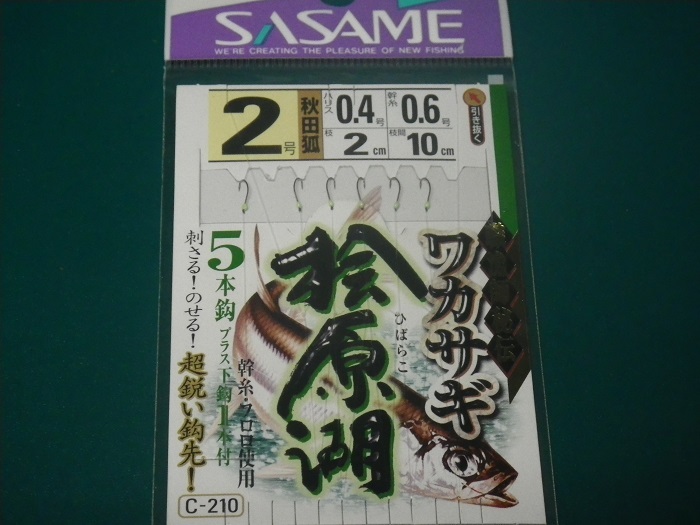 SASAME
WE'RE CREATING THE PLEASURE OF NEW FISHING
2号
秋田狐
ハリス 0.4号
幹糸 0.6号
枝 2cm
枝間 10cm
引き抜く
ワカサギ
桧原湖
ひばらこ
5本鈎
プラス下鈎1本付
幹糸・フロロ使用
刺さる!のせる!
超鋭い鈎先!
C-210